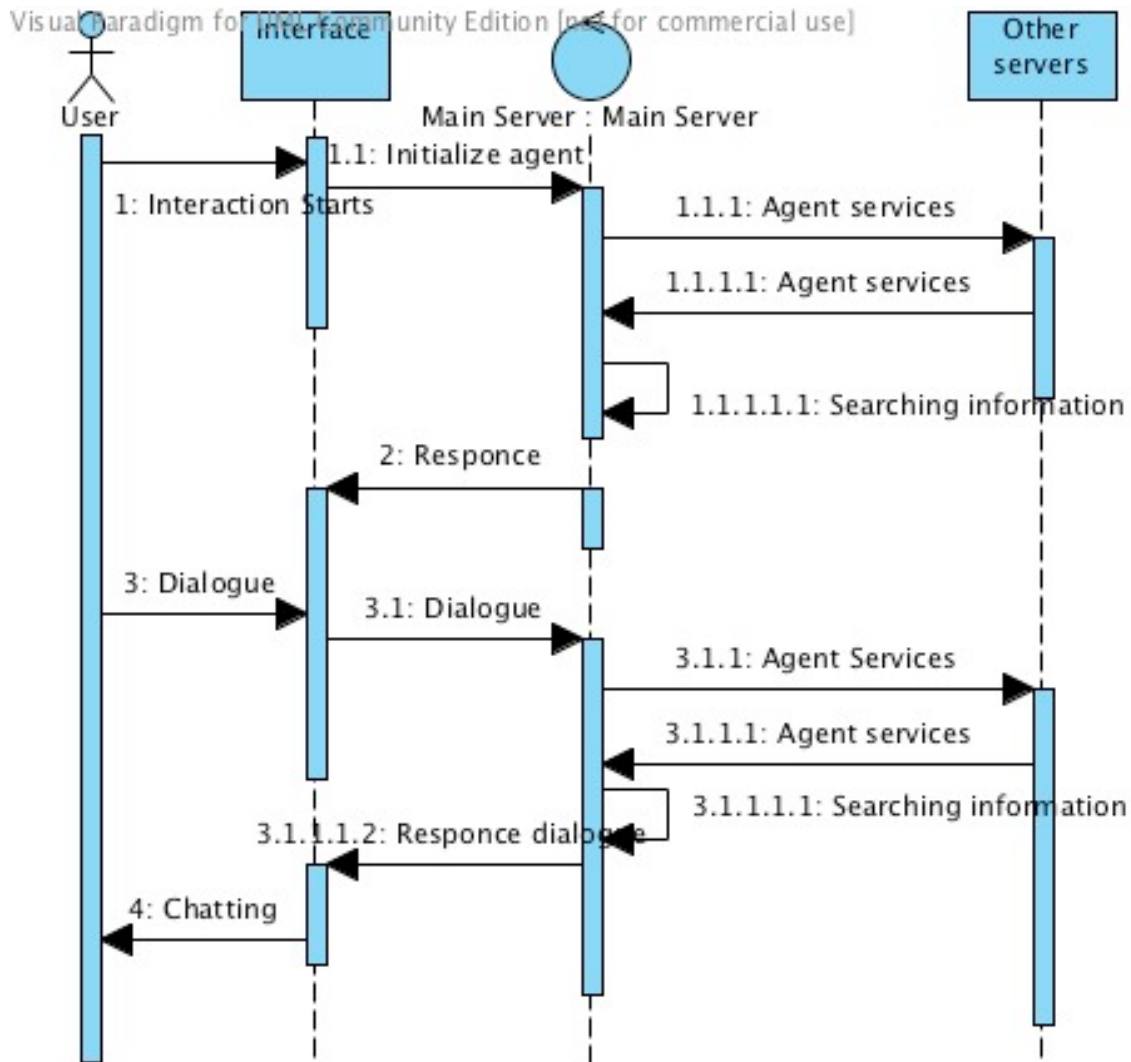 Visual Paradigm for UML Community Edition [not for commercial use]
Interface
Other
servers
User
Main Server : Main Server
1.1: Initialize agent
1: Interaction Starts
1.1.1: Agent services
1.1.1.1: Agent services
1.1.1.1.1: Searching information
2: Responce
3: Dialogue
3.1: Dialogue
3.1.1: Agent Services
3.1.1.1: Agent services
3.1.1.1.1: Searching information
3.1.1.1.2: Responce dialogue
4: Chatting